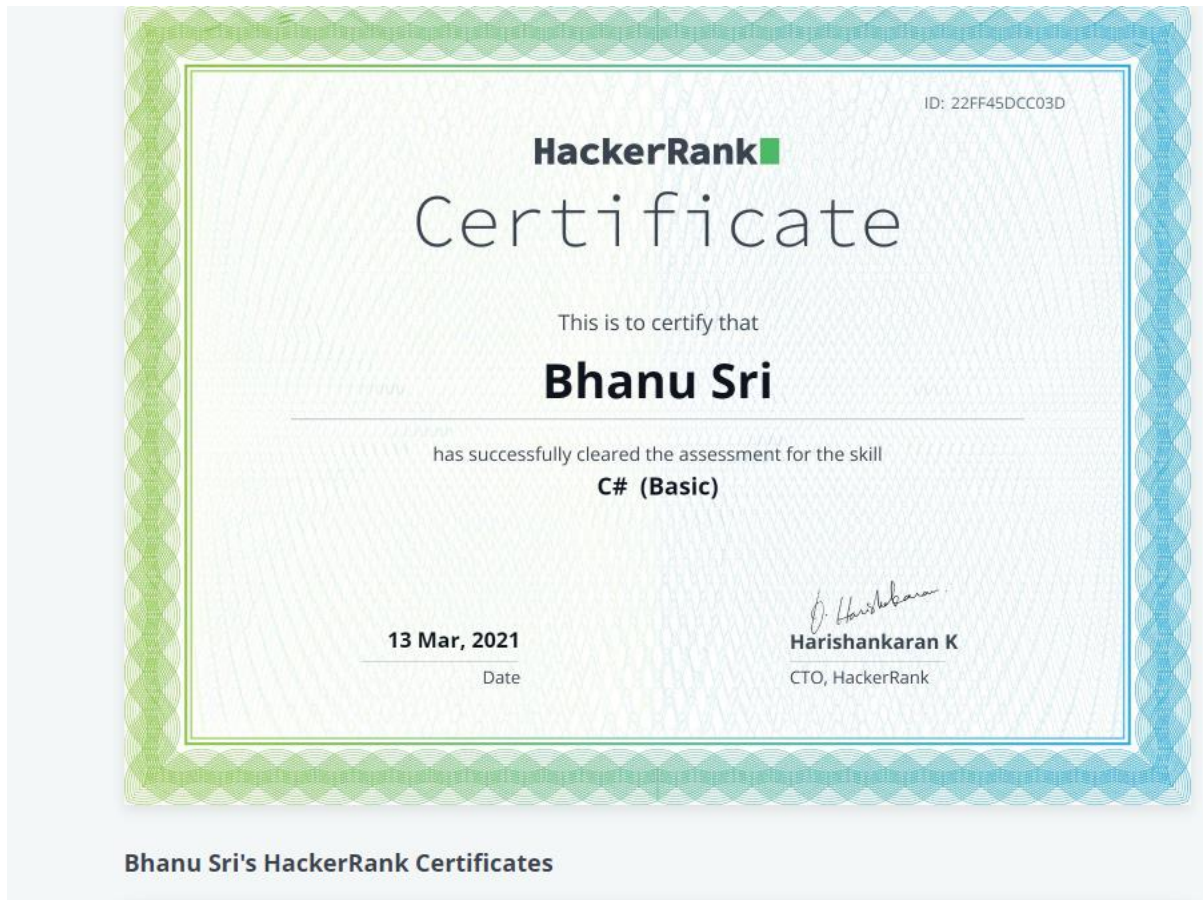 ID: 22FF45DCC03D
HackerRank
Certificate
This is to certify that
Bhanu Sri
has successfully cleared the assessment for the skill
C# (Basic)
13 Mar, 2021
Date
Harishankaran K
CTO, HackerRank
Bhanu Sri's HackerRank Certificates